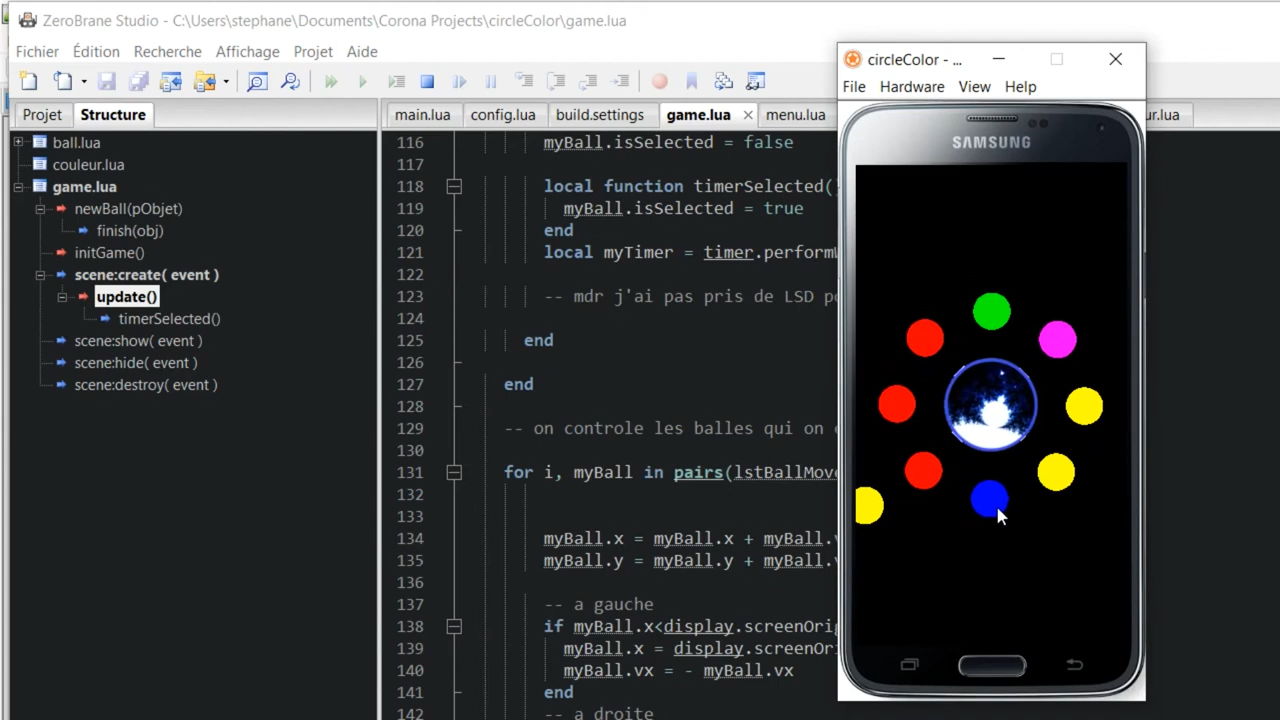 ZeroBrane Studio - C:\Users\stephane\Documents\Corona Projects\circleColor\game.lua
Fichier Édition Recherche Affichage Projet Aide
Projet Structure
ball.lua
couleur.lua
game.lua
newBall(pObjet)
finish(obj)
initGame()
scene:create( event )
update()
timerSelected()
scene:show( event )
scene:hide( event )
scene:destroy( event )
main.lua config.lua build.settings game.lua menu.lua ur.lua
116 myBall.isSelected = false
117
118 local function timerSelected()
119 myBall.isSelected = true
120 end
121 local myTimer = timer.perform
122
123 -- mdr j'ai pas pris de LSD
124
125 end
126
127 end
128
129 -- on controle les balles qui on
130
131 for i, myBall in pairs(lstBallMove
132
133
134 myBall.x = myBall.x + myBall.
135 myBall.y = myBall.y + myBall.
136
137 -- a gauche
138 if myBall.x<display.screenOri
139 myBall.x = display.screenOri
140 myBall.vx = - myBall.vx
141 end
142 -- a droite
circleColor - ...
File Hardware View Help
SAMSUNG